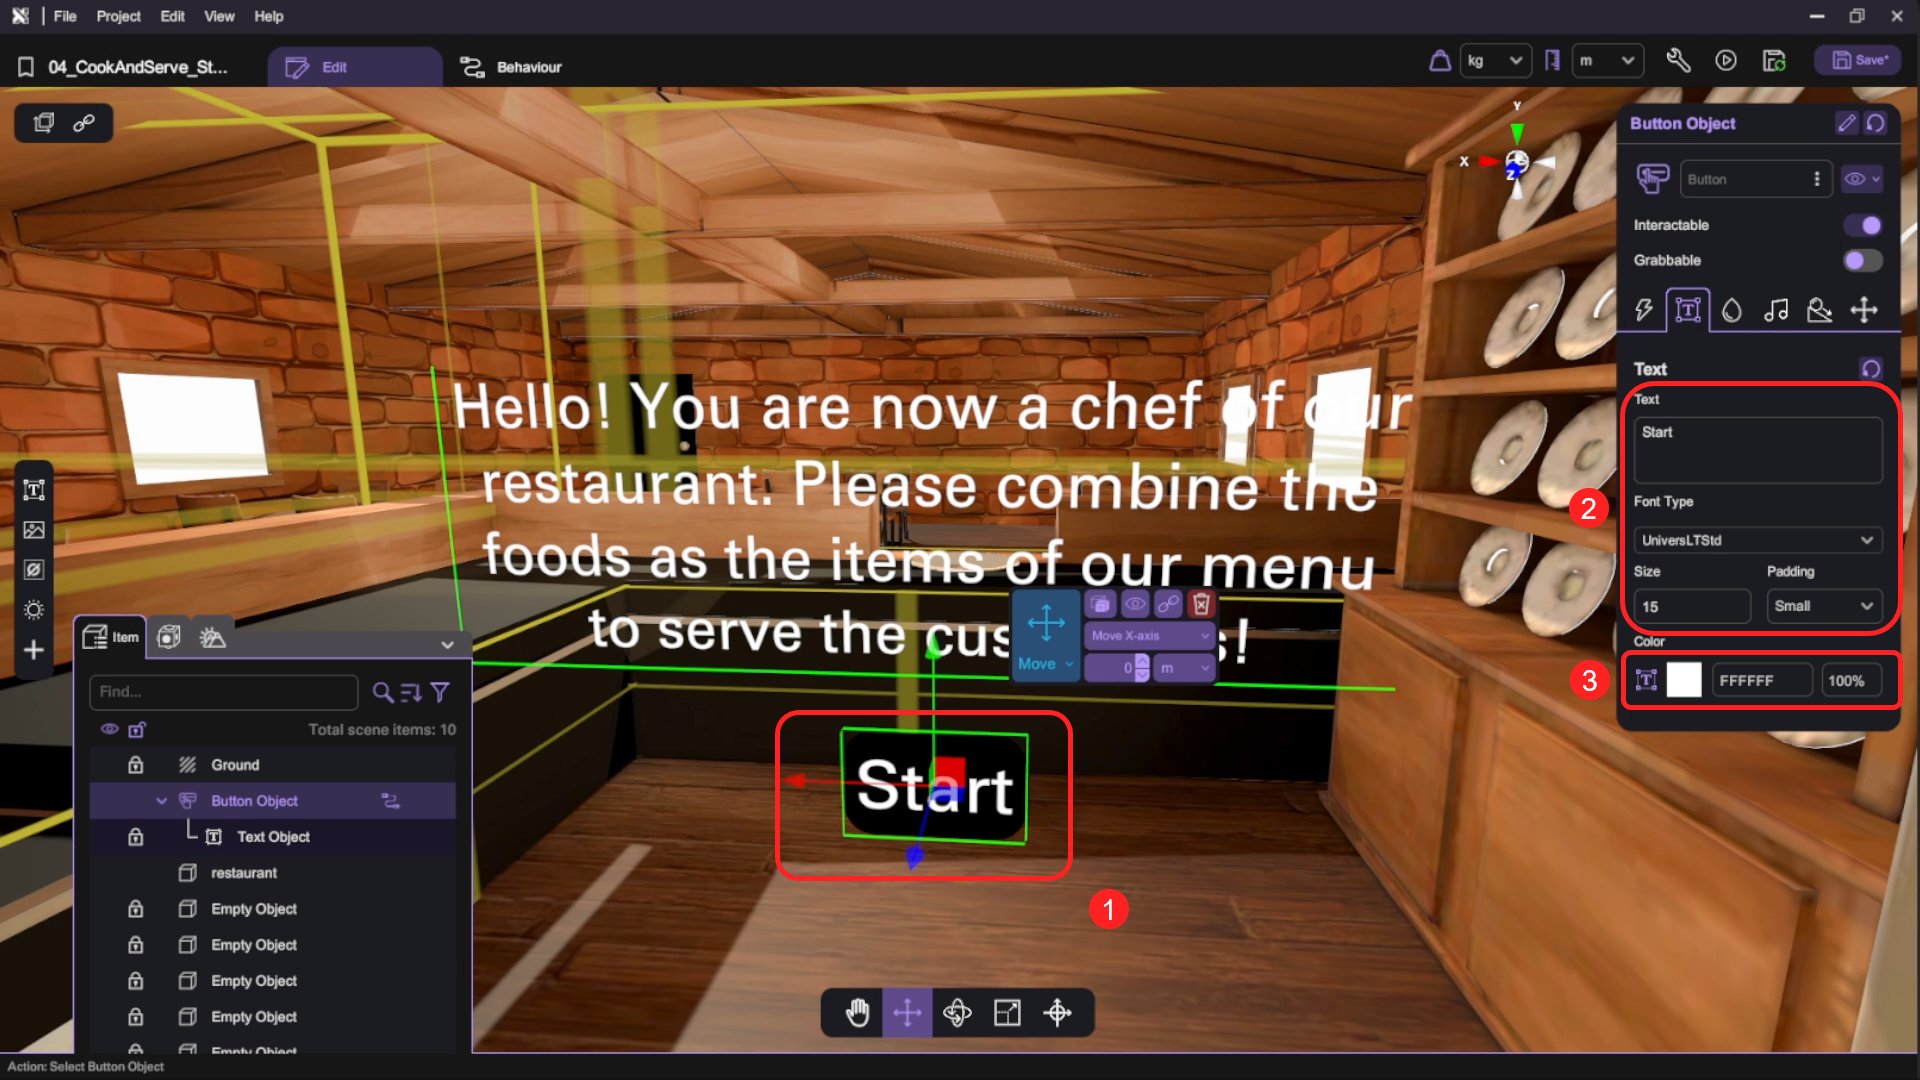 File Project Edit View Help
04_CookAndServe_St...
Edit
Behaviour
kg
m
Save*
Y
X
Z
Button Object
Button
Interactable
Grabbable
Text
Text
Start
Font Type
UniversLTStd
Size
Padding
15
Small
Color
FFFFFF
100%
2
3
Hello! You are now a chef of our
restaurant. Please combine the
foods as the items of our menu
to serve the cus s!
Move
Move X-axis
0
m
Start
1
Item
Find...
Total scene items: 10
Ground
Button Object
Text Object
restaurant
Empty Object
Empty Object
Empty Object
Empty Object
Empty Object
Action: Select Button Object